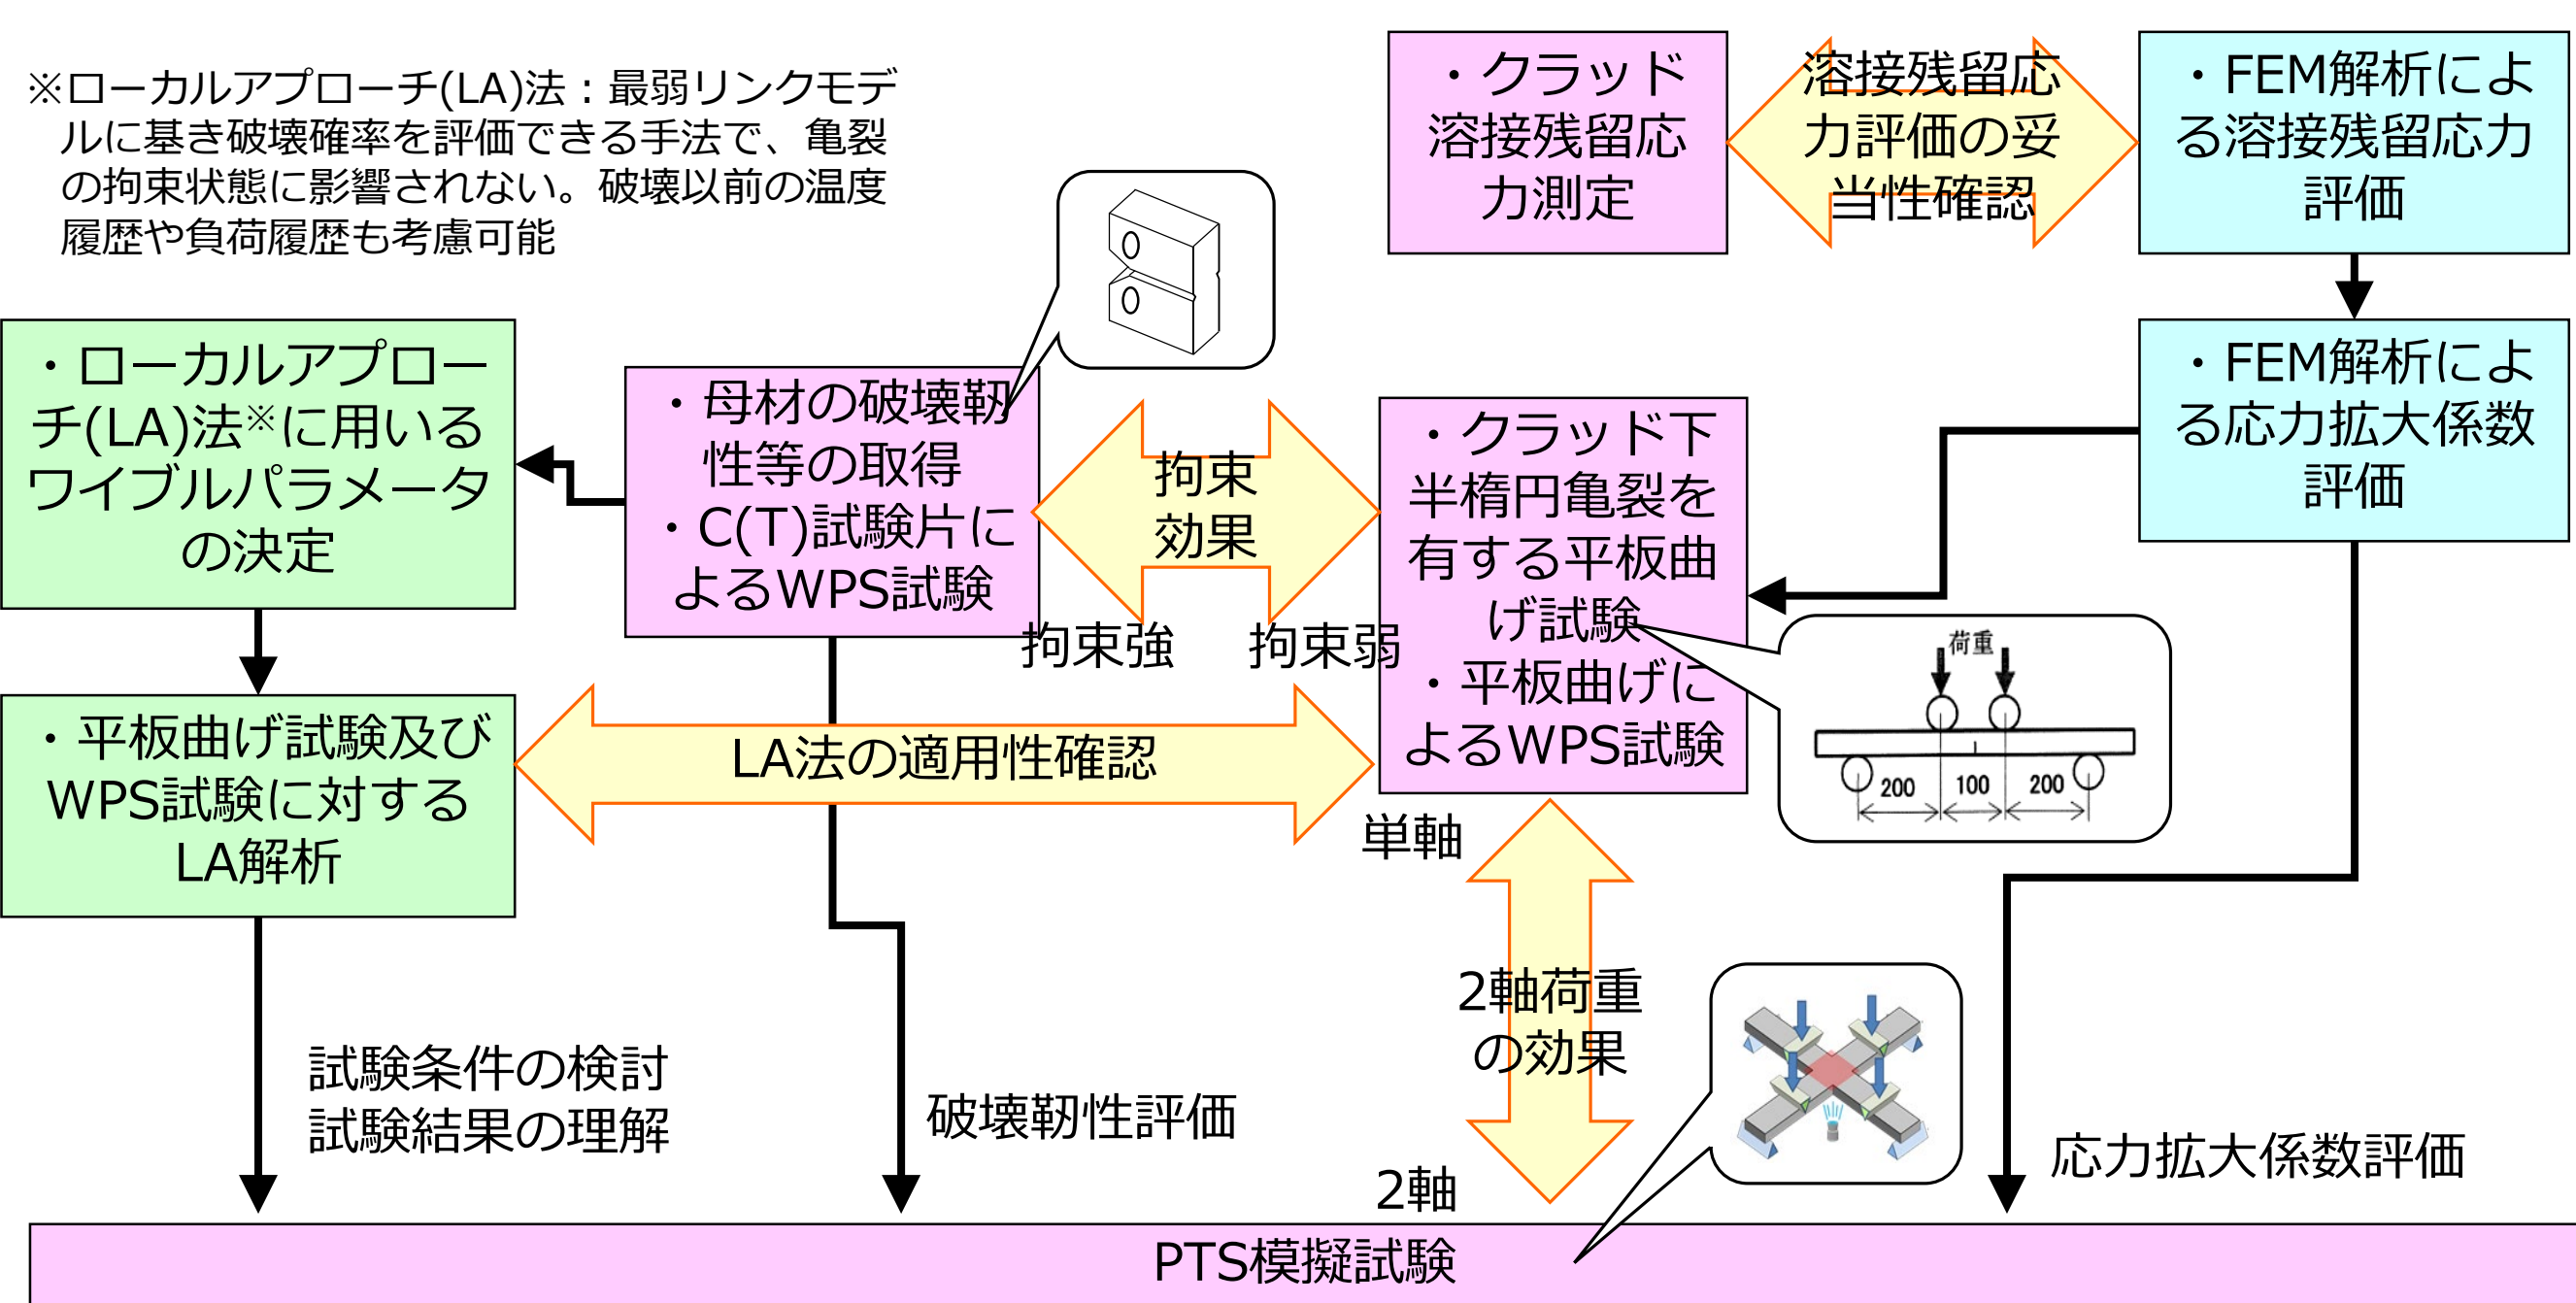 ※ローカルアプローチ(LA)法：最弱リンクモデ
ルに基き破壊確率を評価できる手法で、亀裂
の拘束状態に影響されない。破壊以前の温度
履歴や負荷履歴も考慮可能
・クラッド
溶接残留応
力測定
溶接残留応
力評価の妥
当性確認
・FEM解析によ
る溶接残留応力
評価
・ローカルアプロー
チ(LA)法※に用いる
ワイブルパラメータ
の決定
・母材の破壊靭
性等の取得
・C(T)試験片に
よるWPS試験
拘束
効果
拘束強
拘束弱
・クラッド下
半楕円亀裂を
有する平板曲
げ試験
・平板曲げに
よるWPS試験
・FEM解析によ
る応力拡大係数
評価
荷重
200
100
200
・平板曲げ試験及び
WPS試験に対する
LA解析
LA法の適用性確認
単軸
2軸荷重
の効果
2軸
試験条件の検討
試験結果の理解
破壊靭性評価
応力拡大係数評価
PTS模擬試験